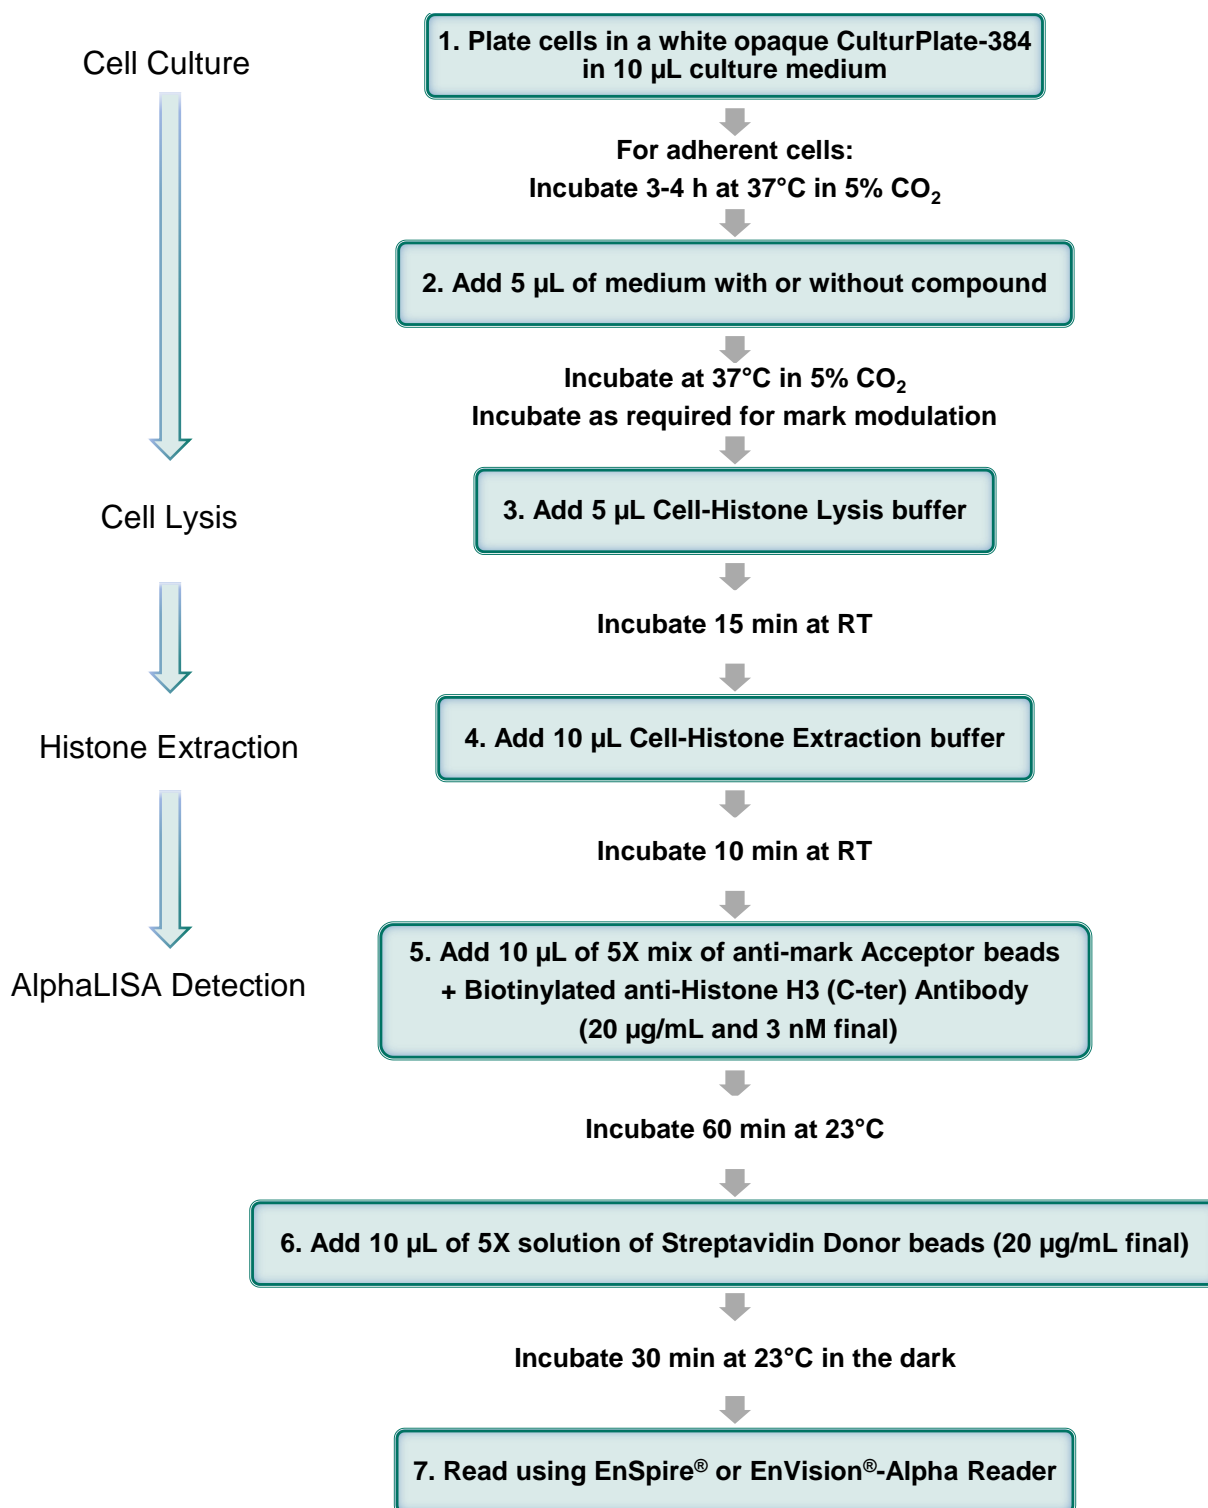 Cell Culture
1. Plate cells in a white opaque CulturPlate-384
in 10 µL culture medium
For adherent cells:
Incubate 3-4 h at 37°C in 5% CO₂
2. Add 5 µL of medium with or without compound
Incubate at 37°C in 5% CO₂
Incubate as required for mark modulation
Cell Lysis
3. Add 5 µL Cell-Histone Lysis buffer
Incubate 15 min at RT
Histone Extraction
4. Add 10 µL Cell-Histone Extraction buffer
Incubate 10 min at RT
AlphaLISA Detection
5. Add 10 µL of 5X mix of anti-mark Acceptor beads
+ Biotinylated anti-Histone H3 (C-ter) Antibody
(20 µg/mL and 3 nM final)
Incubate 60 min at 23°C
6. Add 10 µL of 5X solution of Streptavidin Donor beads (20 µg/mL final)
Incubate 30 min at 23°C in the dark
7. Read using EnSpire® or EnVision®-Alpha Reader